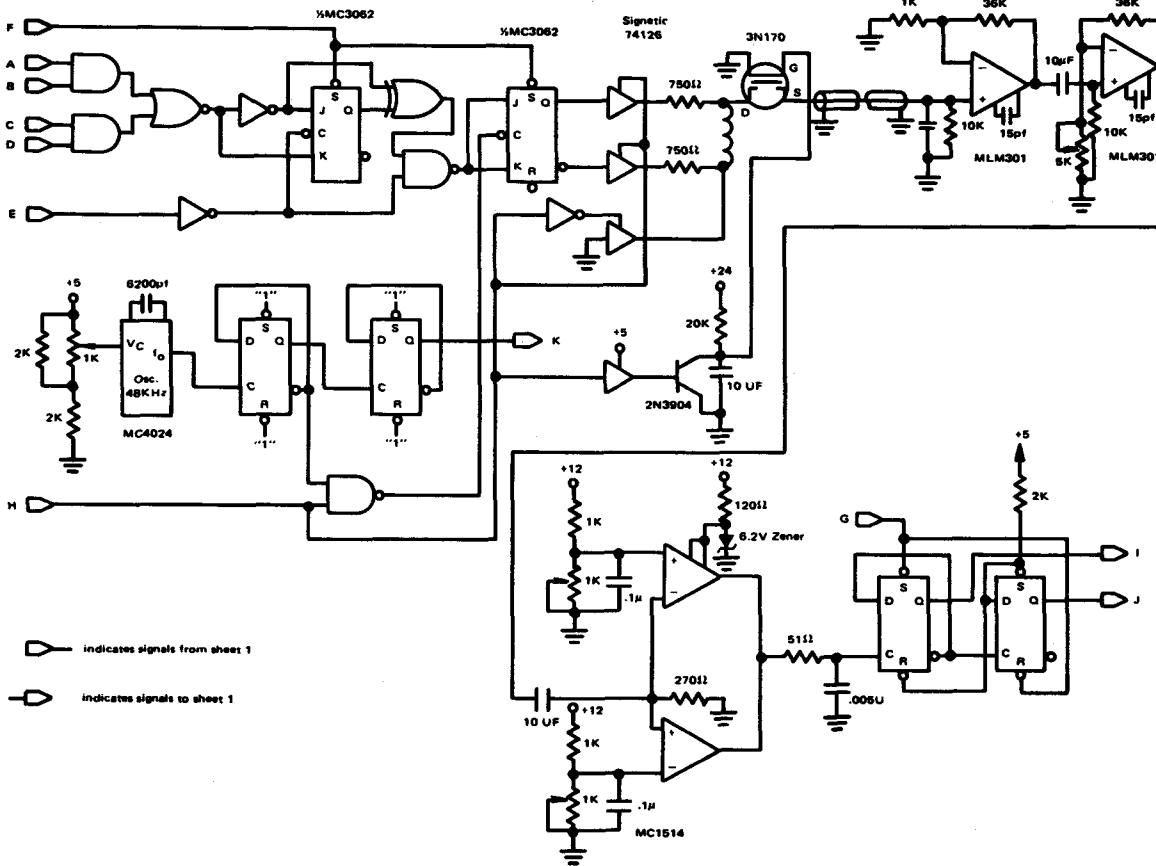 F
½MC3062
½MC3062
Signetic
74126
3N170
1K
36K
36K
A
B
C
D
S
J
Q
C
K
S
J
Q
C
K
R
750Ω
750Ω
G
S
D
10µF
10K
15pf
MLM301
15pf
10K
5K
MLM301
E
+5
6200pf
2K
1K
2K
VC
fo
Osc.
48KHz
MC4024
"1"
S
D
Q
C
R
"1"
"1"
S
D
Q
C
R
"1"
K
+24
20K
+5
10 UF
2N3904
H
+12
1K
1K
.1µ
+12
120Ω
6.2V Zener
+
−
270Ω
10 UF
+12
1K
1K
.1µ
+
−
MC1514
51Ω
.005U
G
+5
2K
S
D
Q
C
R
S
D
Q
C
R
I
J
indicates signals from sheet 1
indicates signals to sheet 1